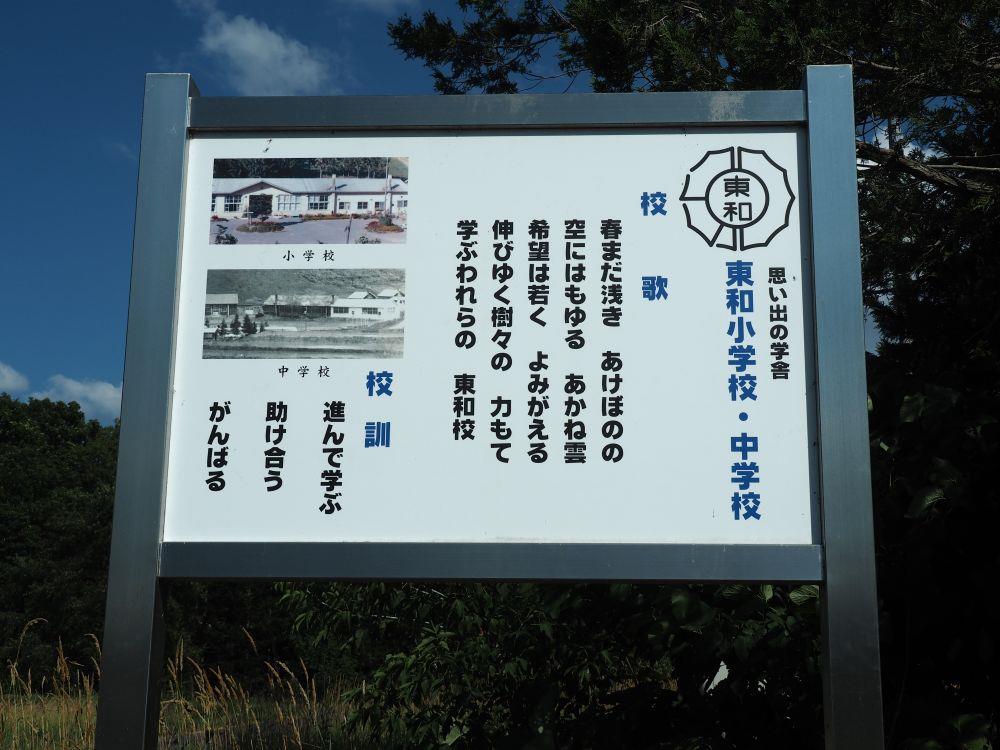 東和
思い出の学舎
東和小学校・中学校
校歌
春まだ浅き　あけぼのの
空にはもゆる　あかね雲
希望は若く　よみがえる
伸びゆく樹々の　力もて
学ぶわれらの　東和校
小学校
中学校
校訓
進んで学ぶ
助け合う
がんばる